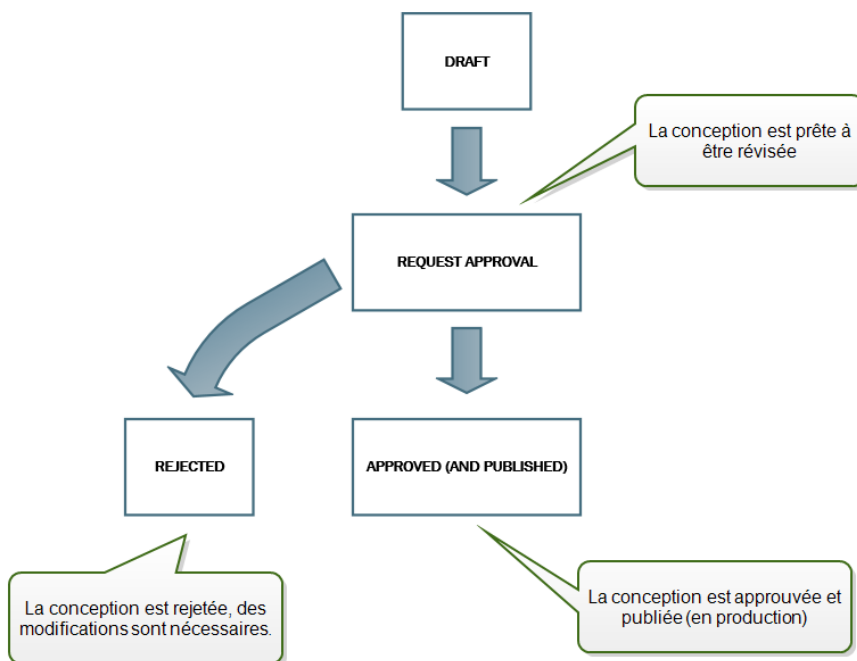 DRAFT
La conception est prête à
être révisée
REQUEST APPROVAL
REJECTED
APPROVED (AND PUBLISHED)
La conception est rejetée, des
modifications sont nécessaires.
La conception est approuvée et
publiée (en production)